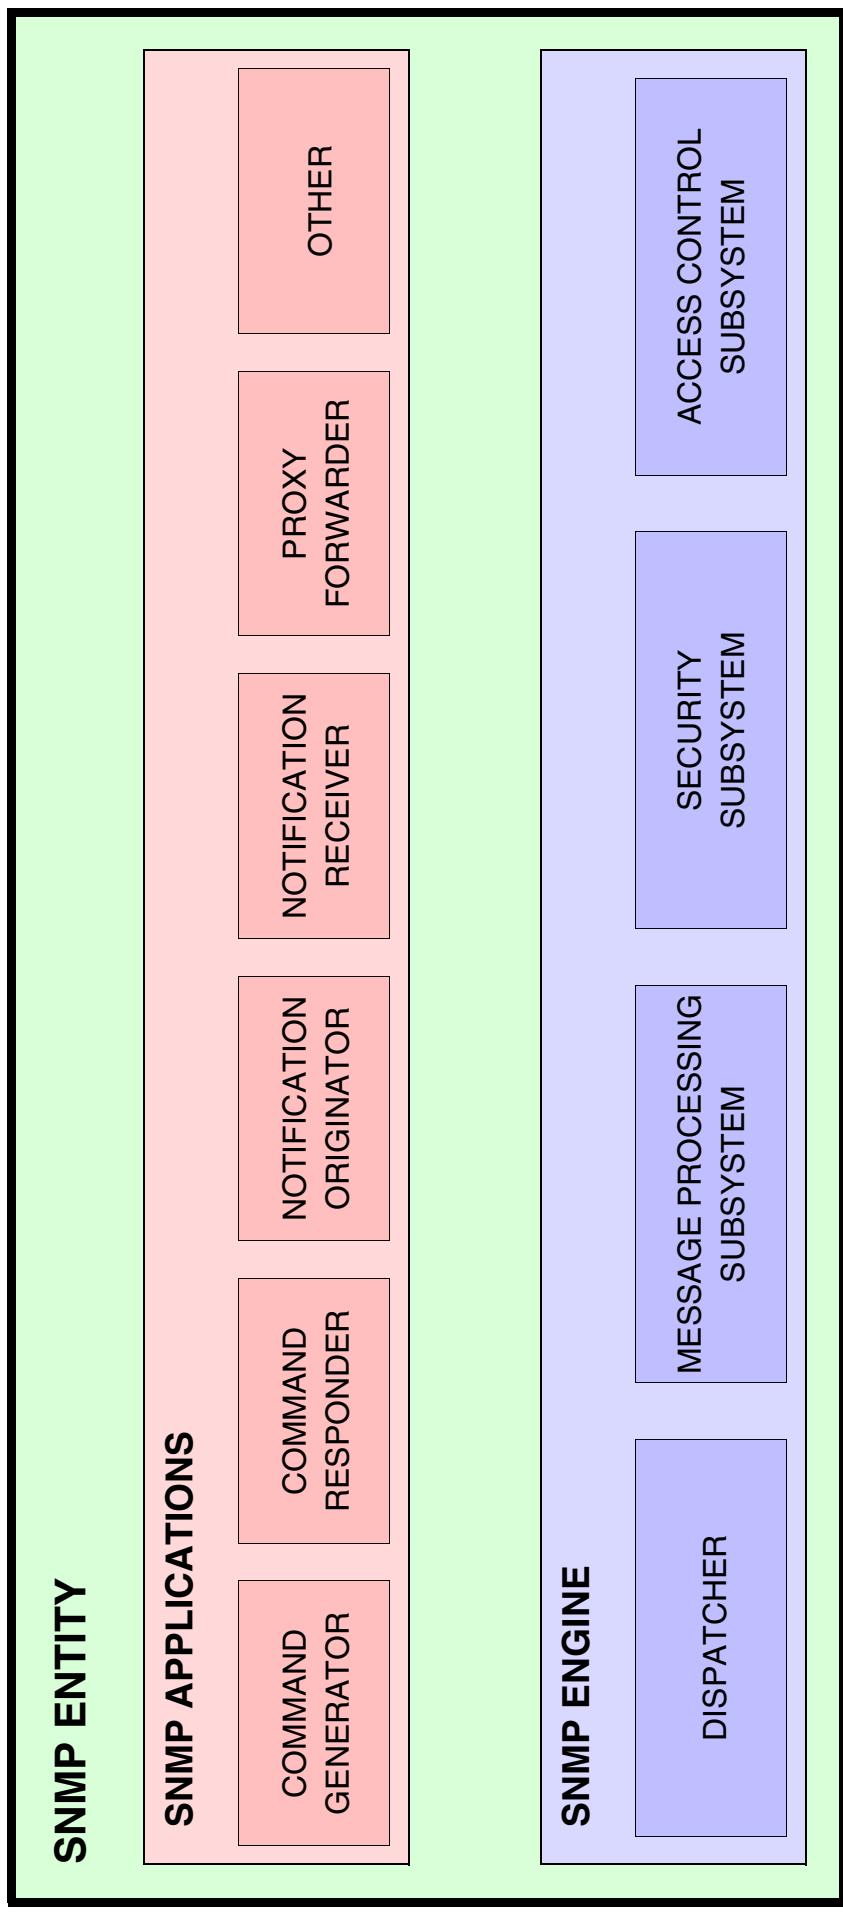 SNMP ENTITY
SNMP APPLICATIONS
COMMAND
GENERATOR
COMMAND
RESPONDER
NOTIFICATION
ORIGINATOR
NOTIFICATION
RECEIVER
PROXY
FORWARDER
OTHER
SNMP ENGINE
DISPATCHER
MESSAGE PROCESSING
SUBSYSTEM
SECURITY
SUBSYSTEM
ACCESS CONTROL
SUBSYSTEM